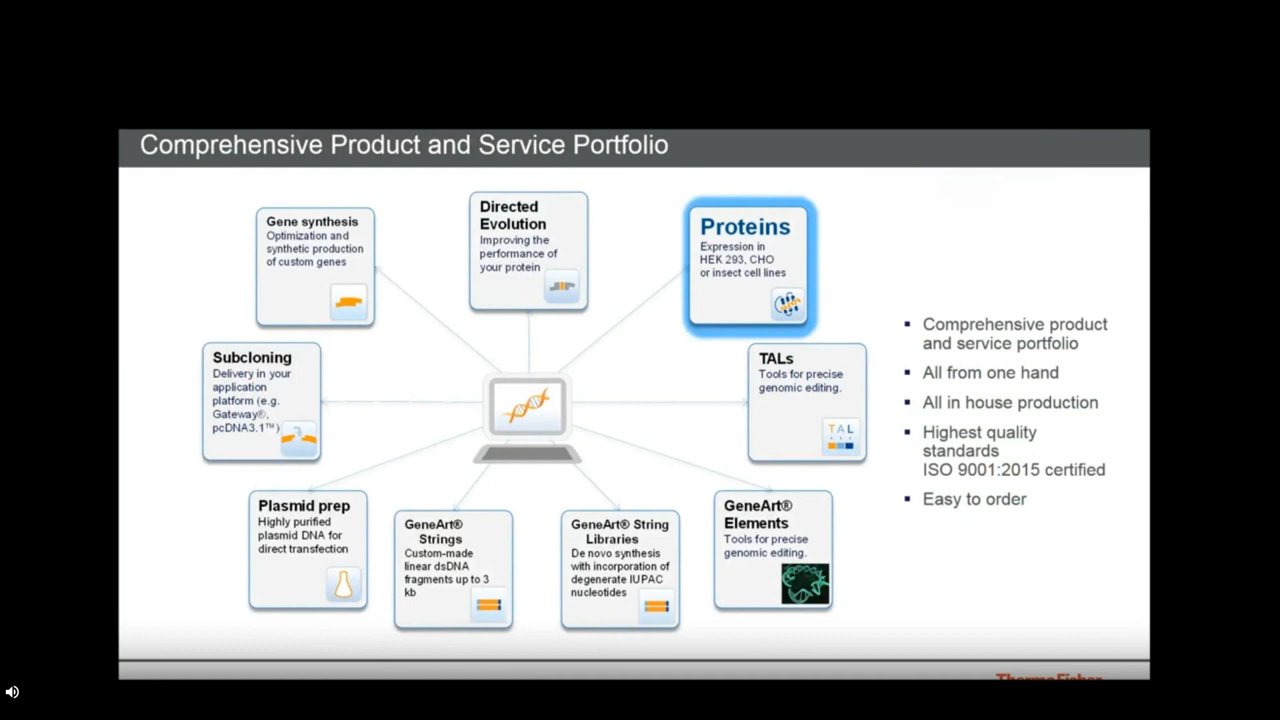 Comprehensive Product and Service Portfolio
Gene synthesis
Optimization and
synthetic production
of custom genes
Directed
Evolution
Improving the
performance of
your protein
Proteins
Expression in
HEK 293, CHO
or insect cell lines
Subcloning
Delivery in your
application
platform (e.g.
Gateway®,
pcDNA3.1™)
TALs
Tools for precise
genomic editing.
TAL
Plasmid prep
Highly purified
plasmid DNA for
direct transfection
GeneArt®
Strings
Custom-made
linear dsDNA
fragments up to 3
kb
GeneArt® String
Libraries
De novo synthesis
with incorporation of
degenerate IUPAC
nucleotides
GeneArt®
Elements
Tools for precise
genomic editing.
▪ Comprehensive product
and service portfolio
▪ All from one hand
▪ All in house production
▪ Highest quality
standards
ISO 9001:2015 certified
▪ Easy to order
ThermoFisher